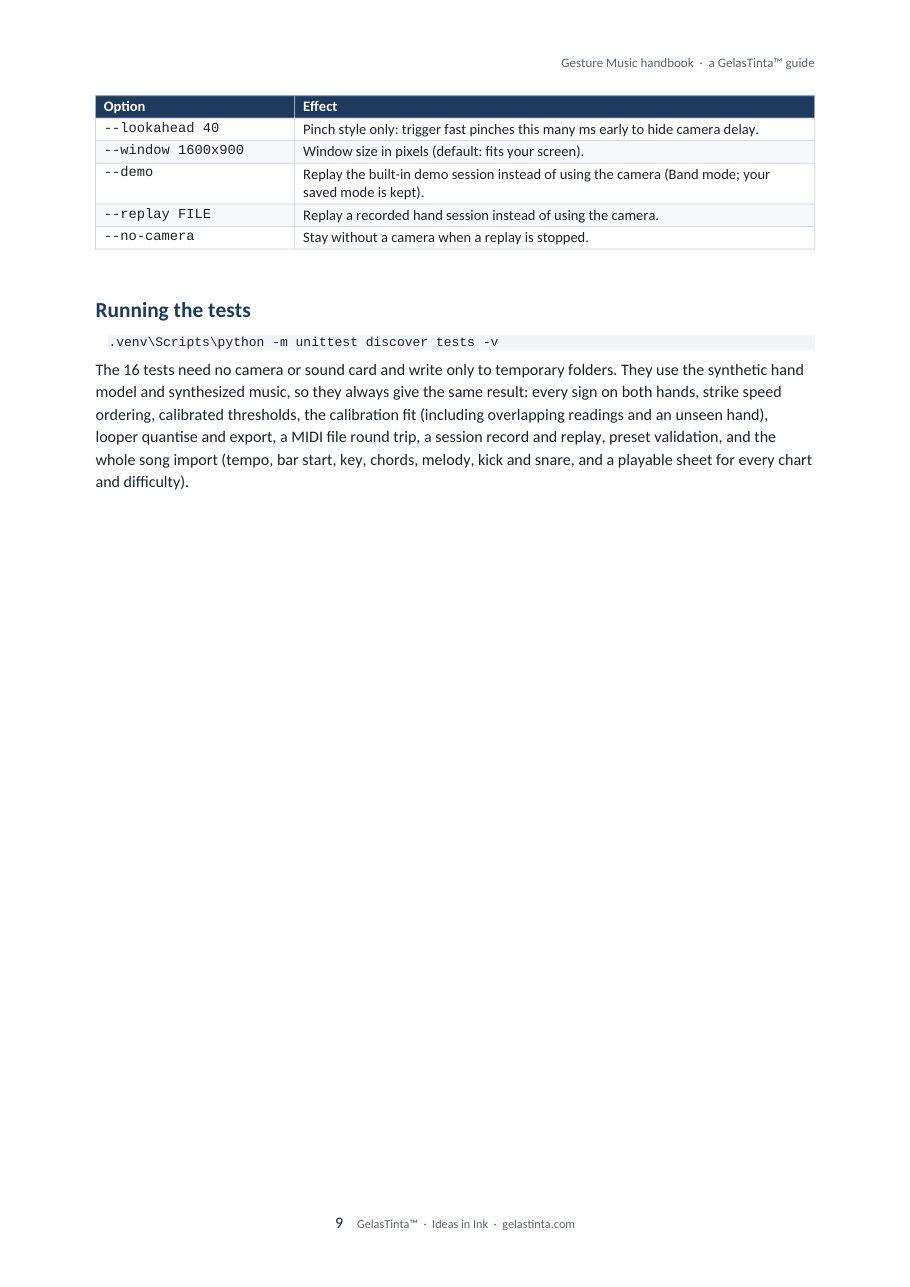 Gesture Music handbook · a GelasTinta™ guide
Option Effect
--lookahead 40 Pinch style only: trigger fast pinches this many ms early to hide camera delay.
--window 1600x900 Window size in pixels (default: fits your screen).
--demo Replay the built-in demo session instead of using the camera (Band mode; your
saved mode is kept).
--replay FILE Replay a recorded hand session instead of using the camera.
--no-camera Stay without a camera when a replay is stopped.
Running the tests
.venv\Scripts\python -m unittest discover tests -v
The 16 tests need no camera or sound card and write only to temporary folders. They use the synthetic hand
model and synthesized music, so they always give the same result: every sign on both hands, strike speed
ordering, calibrated thresholds, the calibration fit (including overlapping readings and an unseen hand),
looper quantise and export, a MIDI file round trip, a session record and replay, preset validation, and the
whole song import (tempo, bar start, key, chords, melody, kick and snare, and a playable sheet for every chart
and difficulty).
9 GelasTinta™ · Ideas in Ink · gelastinta.com